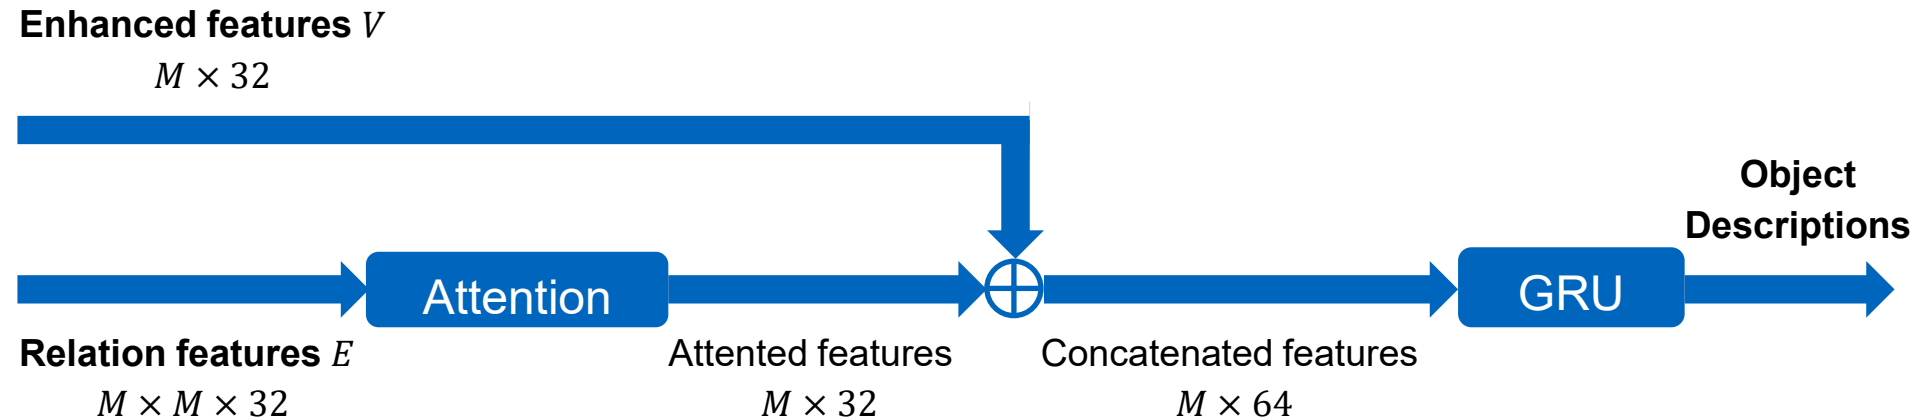 Enhanced features V
M × 32
Object
Descriptions
Attention
GRU
Relation features E
M × M × 32
Attented features
M × 32
Concatenated features
M × 64